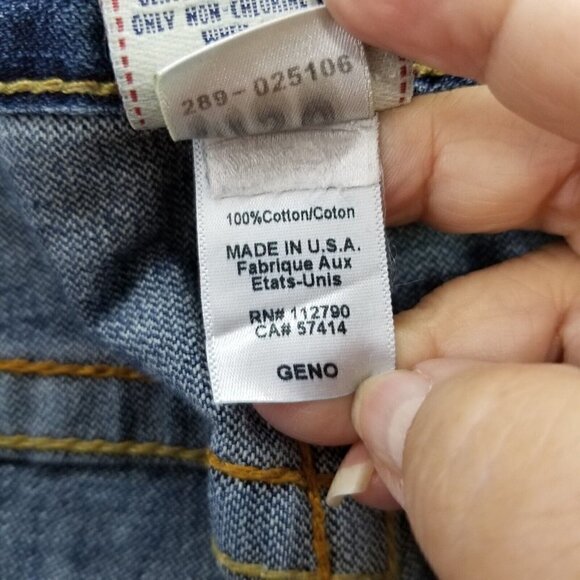 ONLY NON-CHLORINE
289-025106
100%Cotton/Coton
MADE IN U.S.A.
Fabrique Aux
Etats-Unis
RN# 112790
CA# 57414
GENO